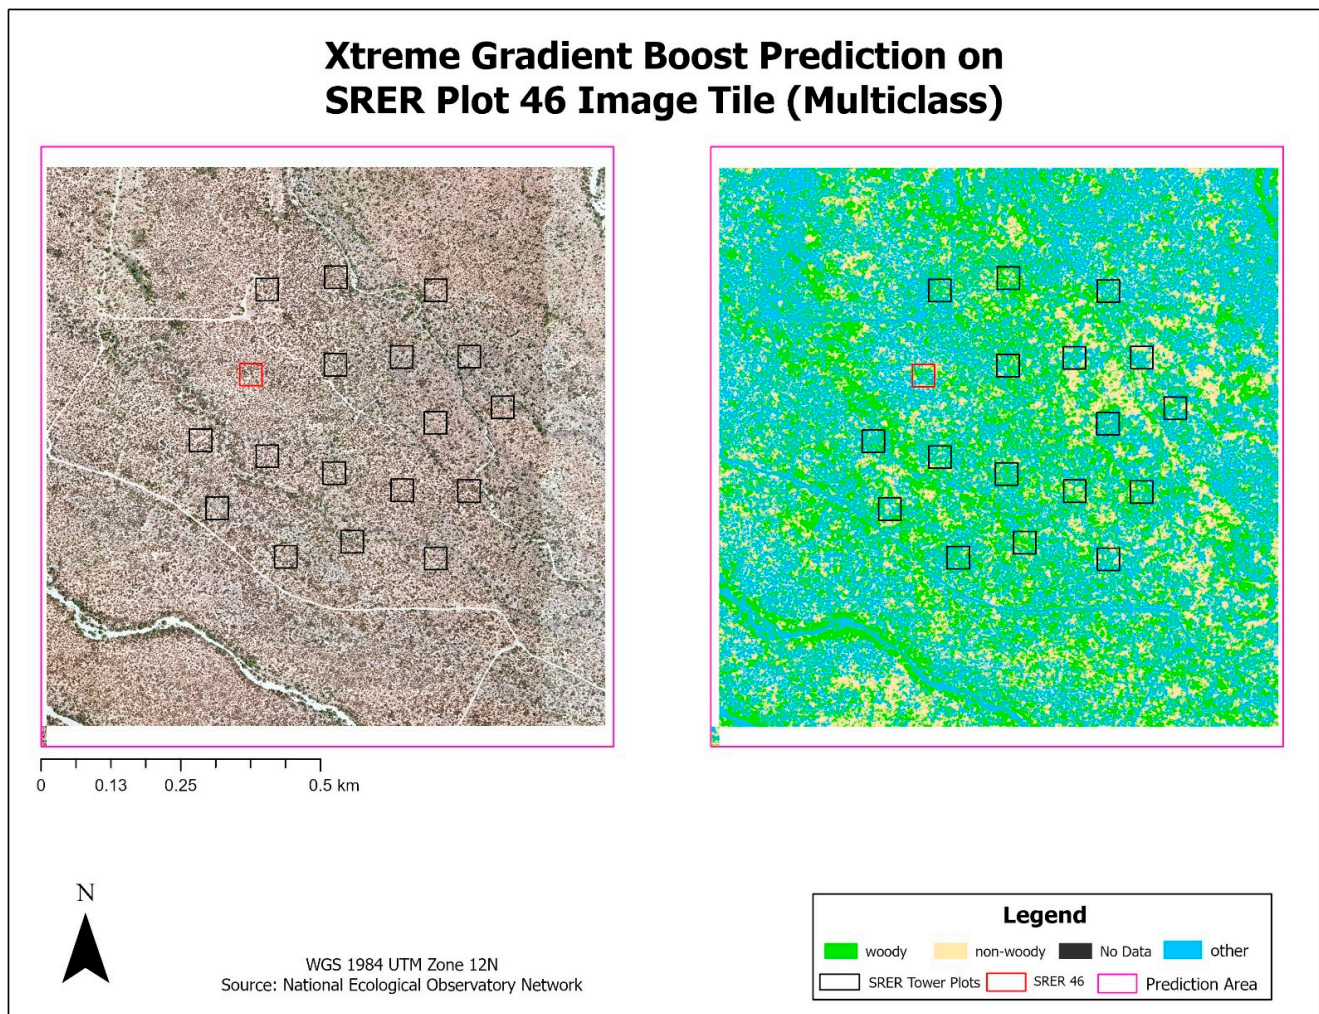 Xtreme Gradient Boost Prediction on
SRER Plot 46 Image Tile (Multiclass)
0 0.13 0.25 0.5 km
N
WGS 1984 UTM Zone 12N
Source: National Ecological Observatory Network
Legend
woody non-woody No Data other
SRER Tower Plots SRER 46 Prediction Area